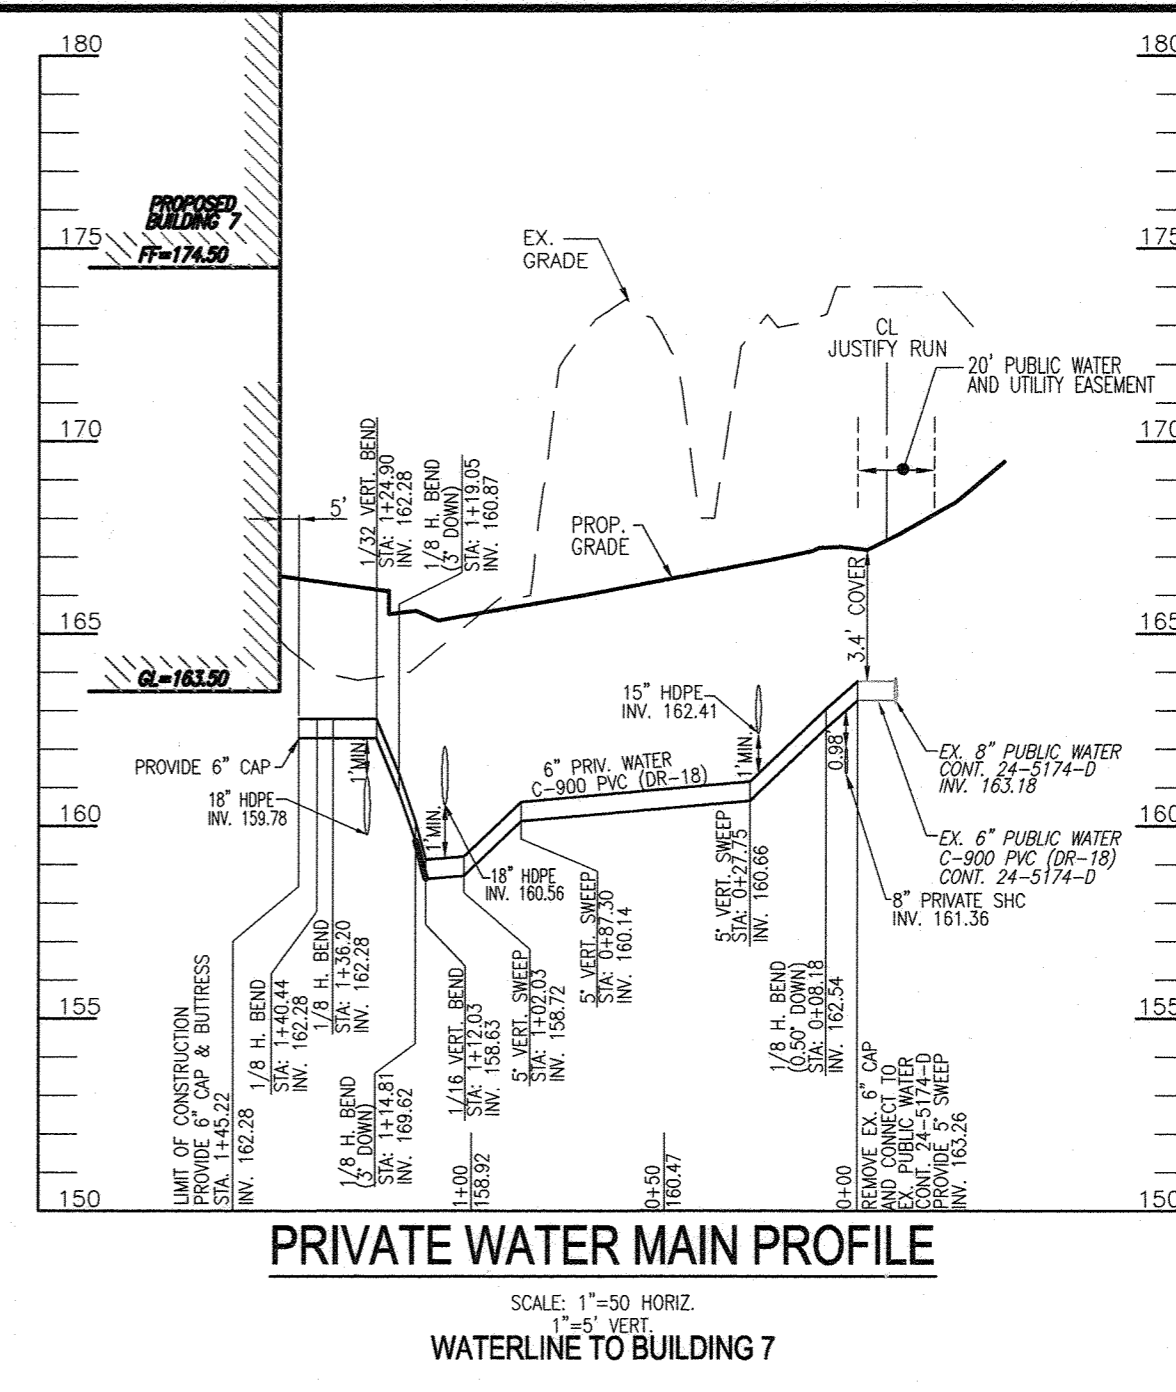 180
180
PROPOSED
BUILDING 7
175
175
FF=174.50
EX.
GRADE
CL
JUSTIFY RUN
20' PUBLIC WATER
AND UTILITY EASEMENT
170
170
1/32 VERT. BEND
STA: 1+24.90
INV. 162.28
1/8 H. BEND
(3° DOWN)
STA: 1+19.05
INV. 160.87
5'
PROP.
GRADE
3.4' COVER
165
165
GL=163.50
PROVIDE 6" CAP
1'MIN.
18" HDPE
INV. 159.78
15" HDPE
INV. 162.41
1'MIN.
6" PRIV. WATER
C-900 PVC (DR-18)
0.98'
EX. 8" PUBLIC WATER
CONT. 24-5174-D
INV. 163.18
160
160
1'MIN.
18" HDPE
INV. 160.56
EX. 6" PUBLIC WATER
C-900 PVC (DR-18)
CONT. 24-5174-D
8" PRIVATE SHC
INV. 161.36
155
155
LIMIT OF CONSTRUCTION
PROVIDE 6" CAP & BUTTRESS
STA. 1+45.22
INV. 162.28
1/8 H. BEND
STA: 1+40.44
INV. 162.28
1/8 H. BEND
STA: 1+36.20
INV. 162.28
1/8 H. BEND
(3° DOWN)
STA: 1+14.81
INV. 169.62
1/16 VERT. BEND
STA: 1+12.03
INV. 158.63
5° VERT. SWEEP
STA: 1+02.03
INV. 158.72
5° VERT. SWEEP
STA: 0+87.30
INV. 160.14
5° VERT. SWEEP
STA: 0+27.75
INV. 160.66
1/8 H. BEND
(0.50° DOWN)
STA: 0+08.18
INV. 162.54
REMOVE EX. 6" CAP
AND CONNECT TO
EX. PUBLIC WATER
CONT. 24-5174-D
PROVIDE 5° SWEEP
INV. 163.26
1+00
158.92
0+50
160.47
0+00
150
150
PRIVATE WATER MAIN PROFILE
SCALE: 1"=50 HORIZ.
1"=5' VERT.
WATERLINE TO BUILDING 7